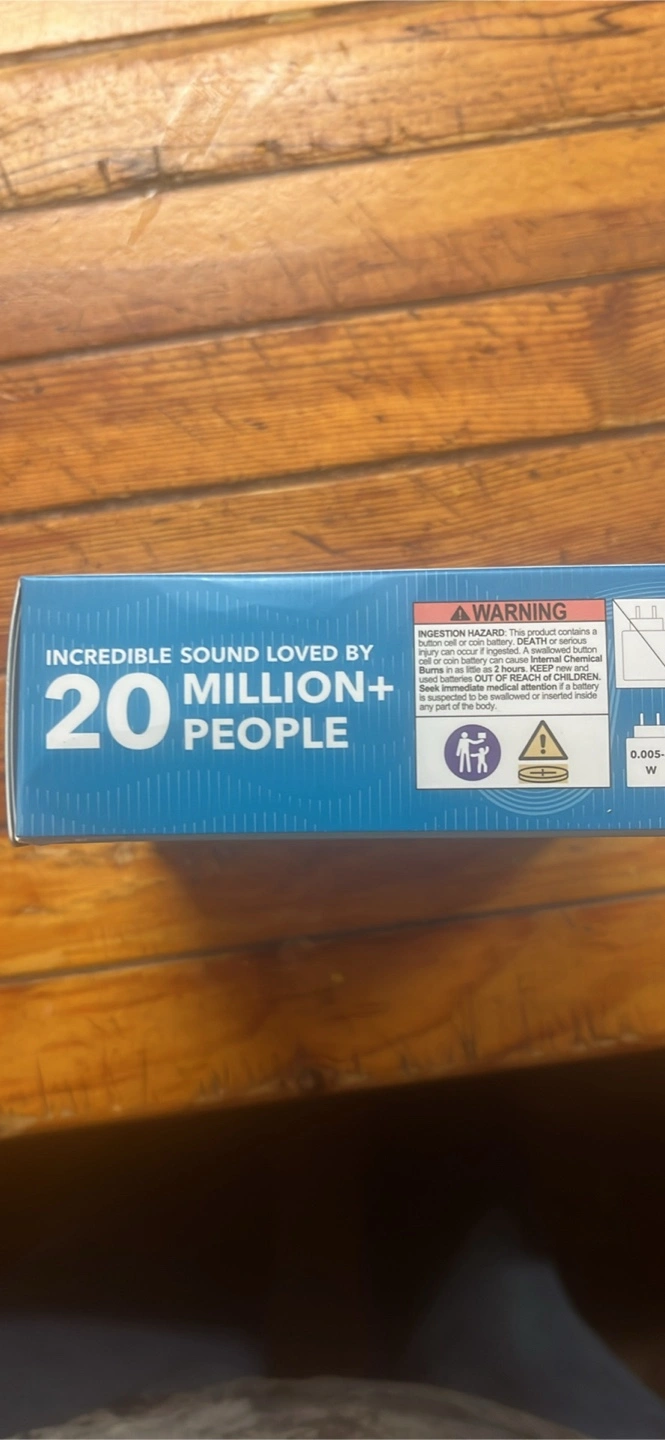 INCREDIBLE SOUND LOVED BY
20 MILLION+
PEOPLE
WARNING
INGESTION HAZARD: This product contains a
button cell or coin battery. DEATH or serious
injury can occur if ingested. A swallowed button
cell or coin battery can cause Internal Chemical
Burns in as little as 2 hours. KEEP new and
used batteries OUT OF REACH of CHILDREN.
Seek immediate medical attention if a battery
is suspected to be swallowed or inserted inside
any part of the body.
0.005-
W